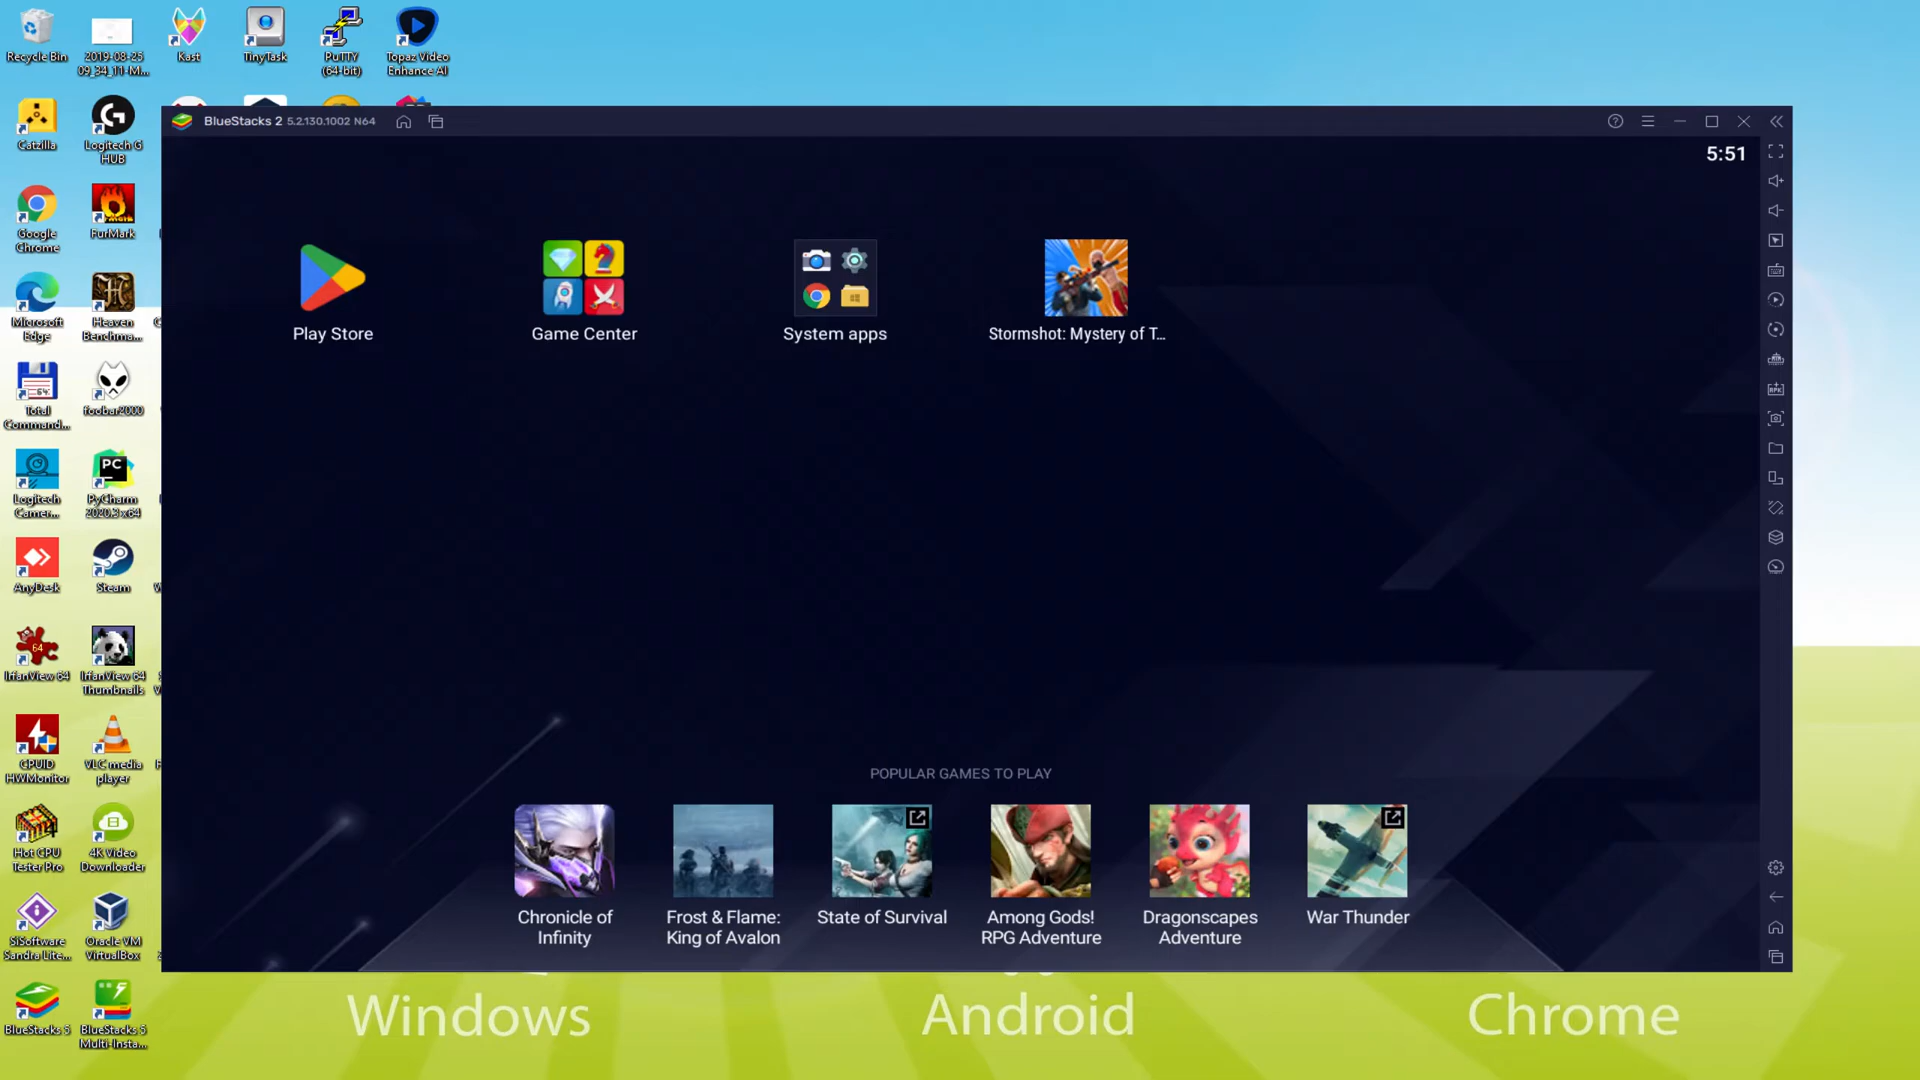 Recycle Bin
2019-08-25
09_34_11-M...
Kast
TinyTask
PuTTY
(64-bit)
Topaz Video
Enhance AI
Catzilla
Logitech G
HUB
Google
Chrome
FurMark
Microsoft
Edge
Heaven
Benchma...
Total
Command...
foobar2000
Logitech
Camer...
PyCharm
2020.3 x64
AnyDesk
Steam
IrfanView 64
IrfanView 64
Thumbnails
CPUID
HWMonitor
VLC media
player
Hot CPU
Tester Pro
4K Video
Downloader
SiSoftware
Sandra Lite...
Oracle VM
VirtualBox
BlueStacks 5
BlueStacks 5
Multi-Insta...
BlueStacks 2 5.2.130.1002 N64
5:51
Play Store
Game Center
System apps
Stormshot: Mystery of T...
POPULAR GAMES TO PLAY
Chronicle of
Infinity
Frost & Flame:
King of Avalon
State of Survival
Among Gods!
RPG Adventure
Dragonscapes
Adventure
War Thunder
Windows
Android
Chrome